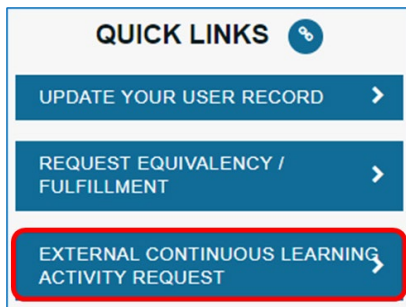 QUICK LINKS
UPDATE YOUR USER RECORD
REQUEST EQUIVALENCY /
FULFILLMENT
EXTERNAL CONTINUOUS LEARNING
ACTIVITY REQUEST